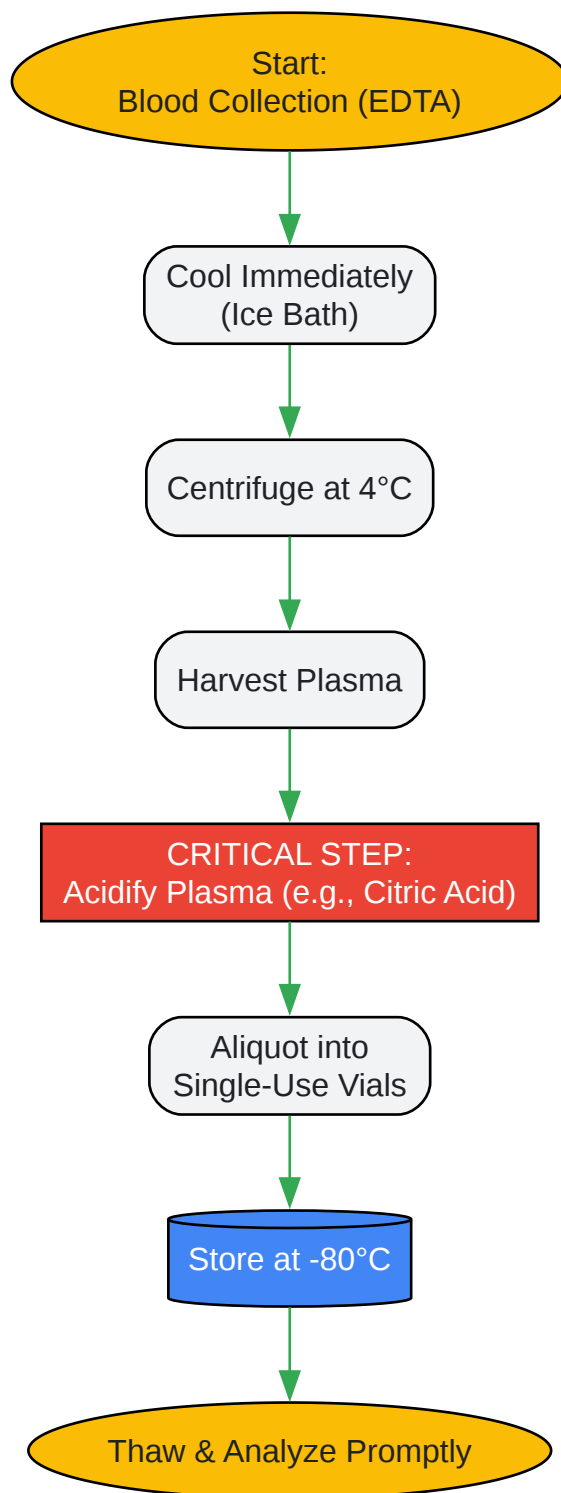 Start:
Blood Collection (EDTA)
Cool Immediately
(Ice Bath)
Centrifuge at 4°C
Harvest Plasma
CRITICAL STEP:
Acidify Plasma (e.g., Citric Acid)
Aliquot into
Single-Use Vials
Store at -80°C
Thaw & Analyze Promptly